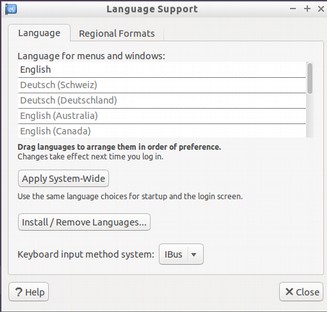 Language Support
Language
Regional Formats
Language for menus and windows:
English
Deutsch (Schweiz)
Deutsch (Deutschland)
English (Australia)
English (Canada)
Drag languages to arrange them in order of preference.
Changes take effect next time you log in.
Apply System-Wide
Use the same language choices for startup and the login screen.
Install / Remove Languages...
Keyboard input method system: IBus
Help
Close